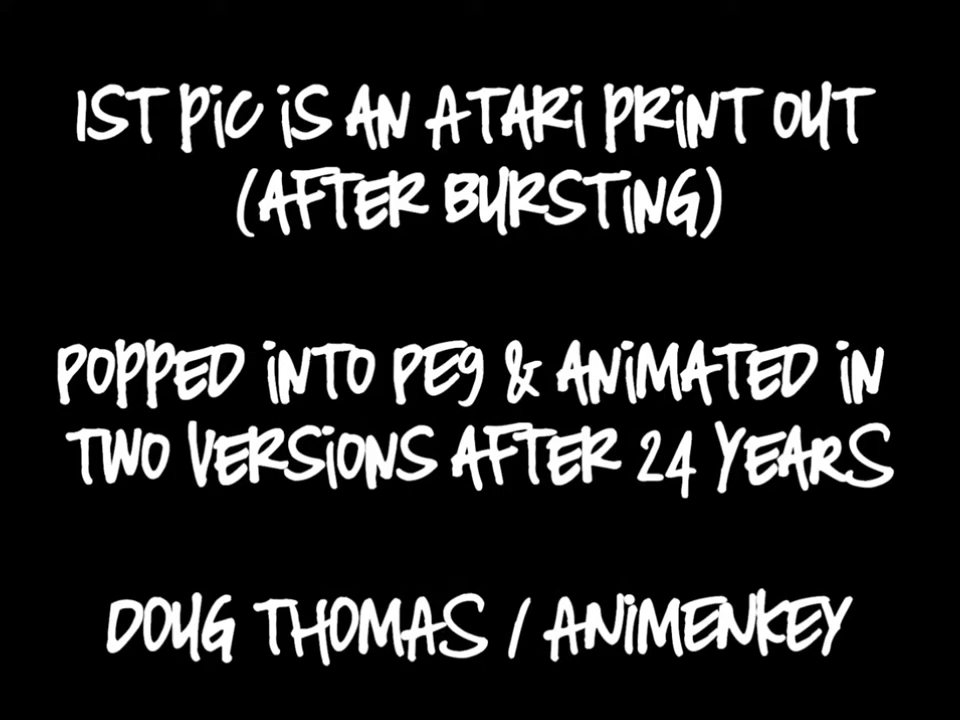 1ST PiC iS AN ATARi PRiNT OUT
(AFTER BURSTiNG)
POPPED iNTO PEg & ANiMATED iN
TWO VERSiONS AFTER 24 YEARS
DOUG THOMAS / ANiMENKEY